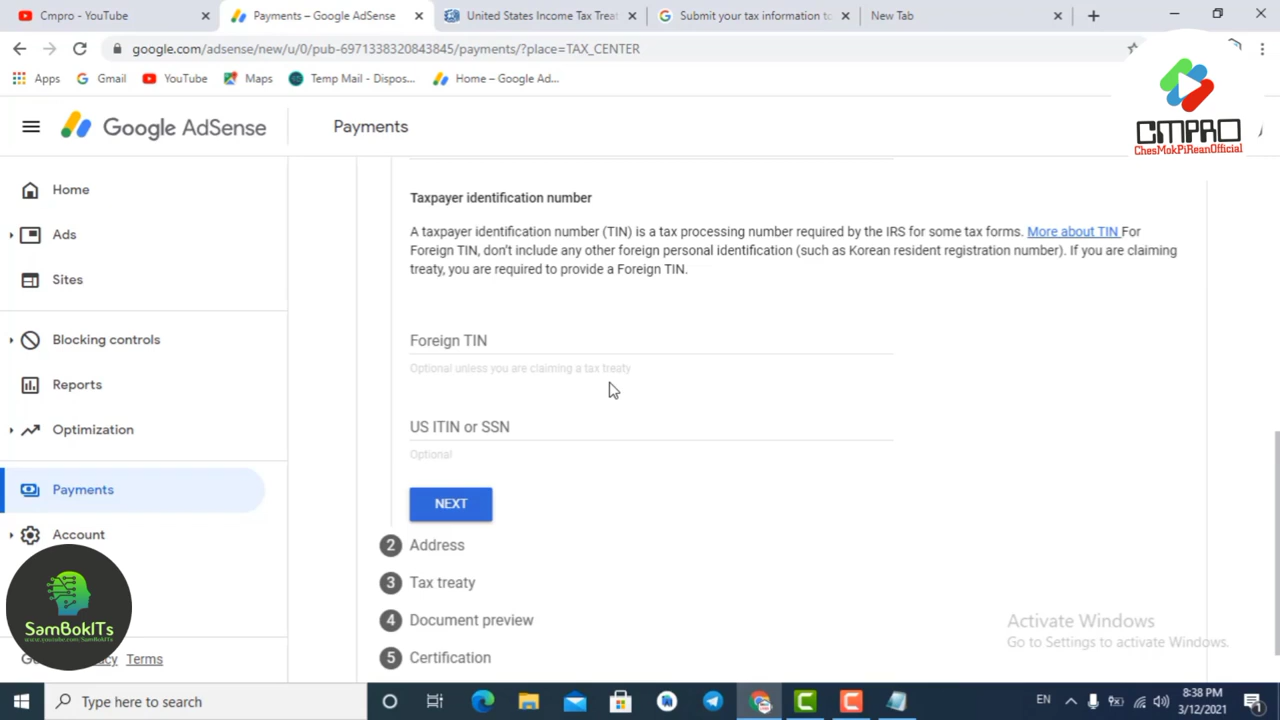 Cmpro - YouTube
Payments – Google AdSense
United States Income Tax Treat
Submit your tax information to
New Tab
google.com/adsense/new/u/0/pub-6971338320843845/payments/?place=TAX_CENTER
Apps
Gmail
YouTube
Maps
Temp Mail - Dispos...
Home – Google Ad...
CMPRO
ChesMokPiReanOfficial
Google AdSense
Payments
Home
Ads
Sites
Blocking controls
Reports
Optimization
Payments
Account
Taxpayer identification number
A taxpayer identification number (TIN) is a tax processing number required by the IRS for some tax forms. More about TIN For
Foreign TIN, don't include any other foreign personal identification (such as Korean resident registration number). If you are claiming
treaty, you are required to provide a Foreign TIN.
Foreign TIN
Optional unless you are claiming a tax treaty
US ITIN or SSN
Optional
NEXT
2 Address
3 Tax treaty
4 Document preview
5 Certification
SamBokITs
Terms
Activate Windows
Go to Settings to activate Windows.
Type here to search
EN
8:38 PM
3/12/2021
1